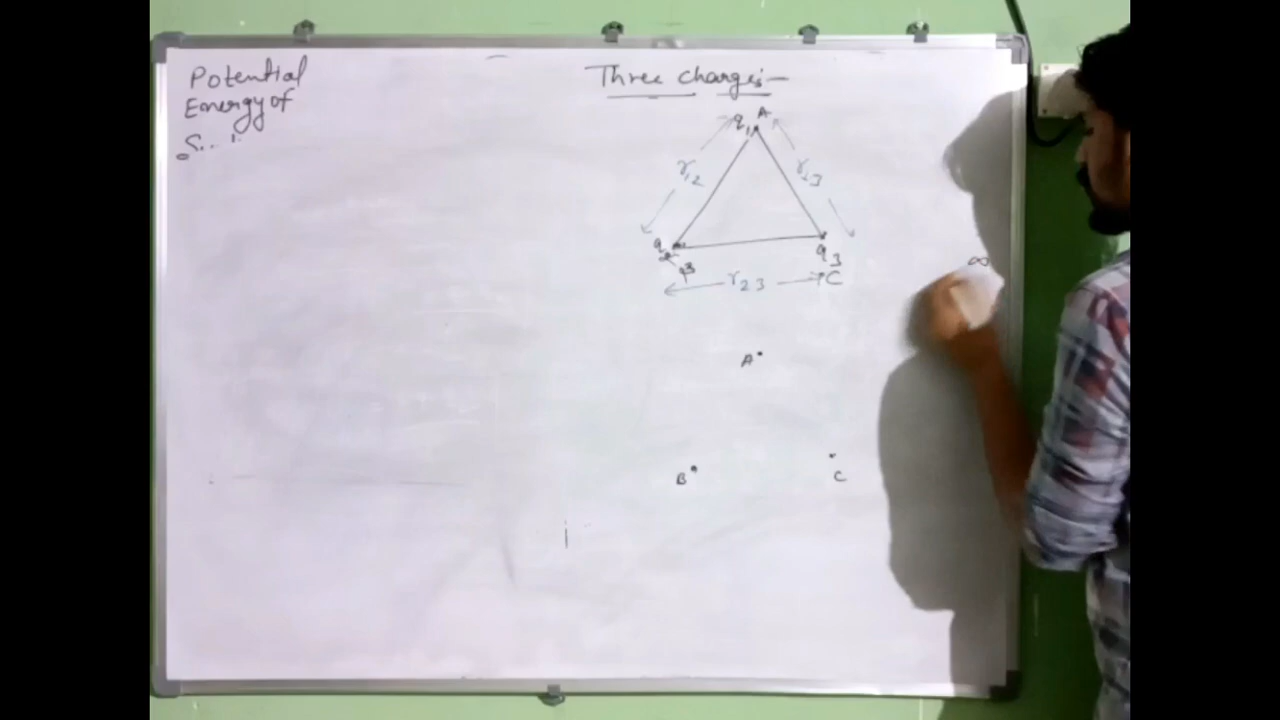 Potential
Energy of
Three charges—
q1 A
r12
r13
q2
B
q3
r23
C
∞
A
B
C